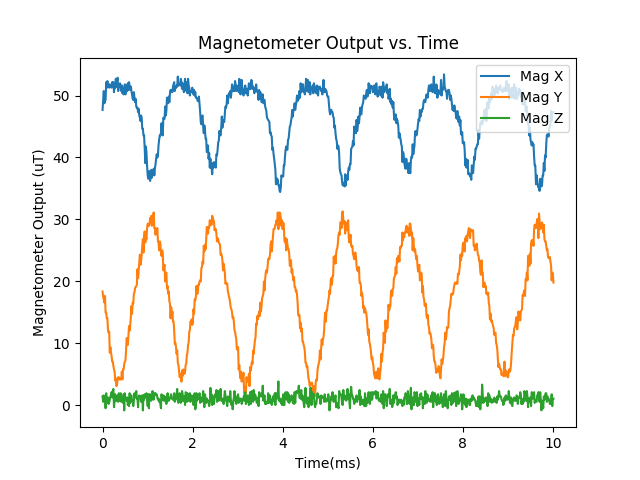 Magnetometer Output vs. Time
Mag X
Mag Y
Mag Z
Magnetometer Output (uT)
50
40
30
20
10
0
0 2 4 6 8 10
Time(ms)